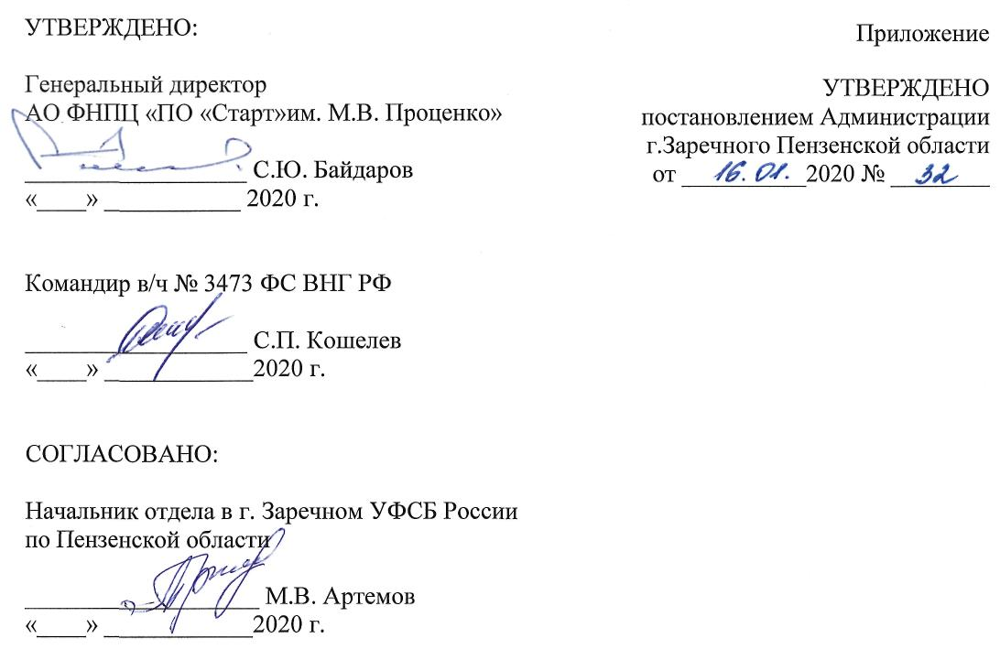 УТВЕРЖДЕНО:
Генеральный директор
АО ФНПЦ «ПО «Старт»им. М.В. Проценко»
__________________ С.Ю. Байдаров
«____» ___________ 2020 г.
Командир в/ч № 3473 ФС ВНГ РФ
__________________ С.П. Кошелев
«____» ____________2020 г.
СОГЛАСОВАНО:
Начальник отдела в г. Заречном УФСБ России
по Пензенской области
___________________ М.В. Артемов
«____» ____________2020 г.
Приложение
УТВЕРЖДЕНО
постановлением Администрации
г.Заречного Пензенской области
от 16.01. 2020 № 32